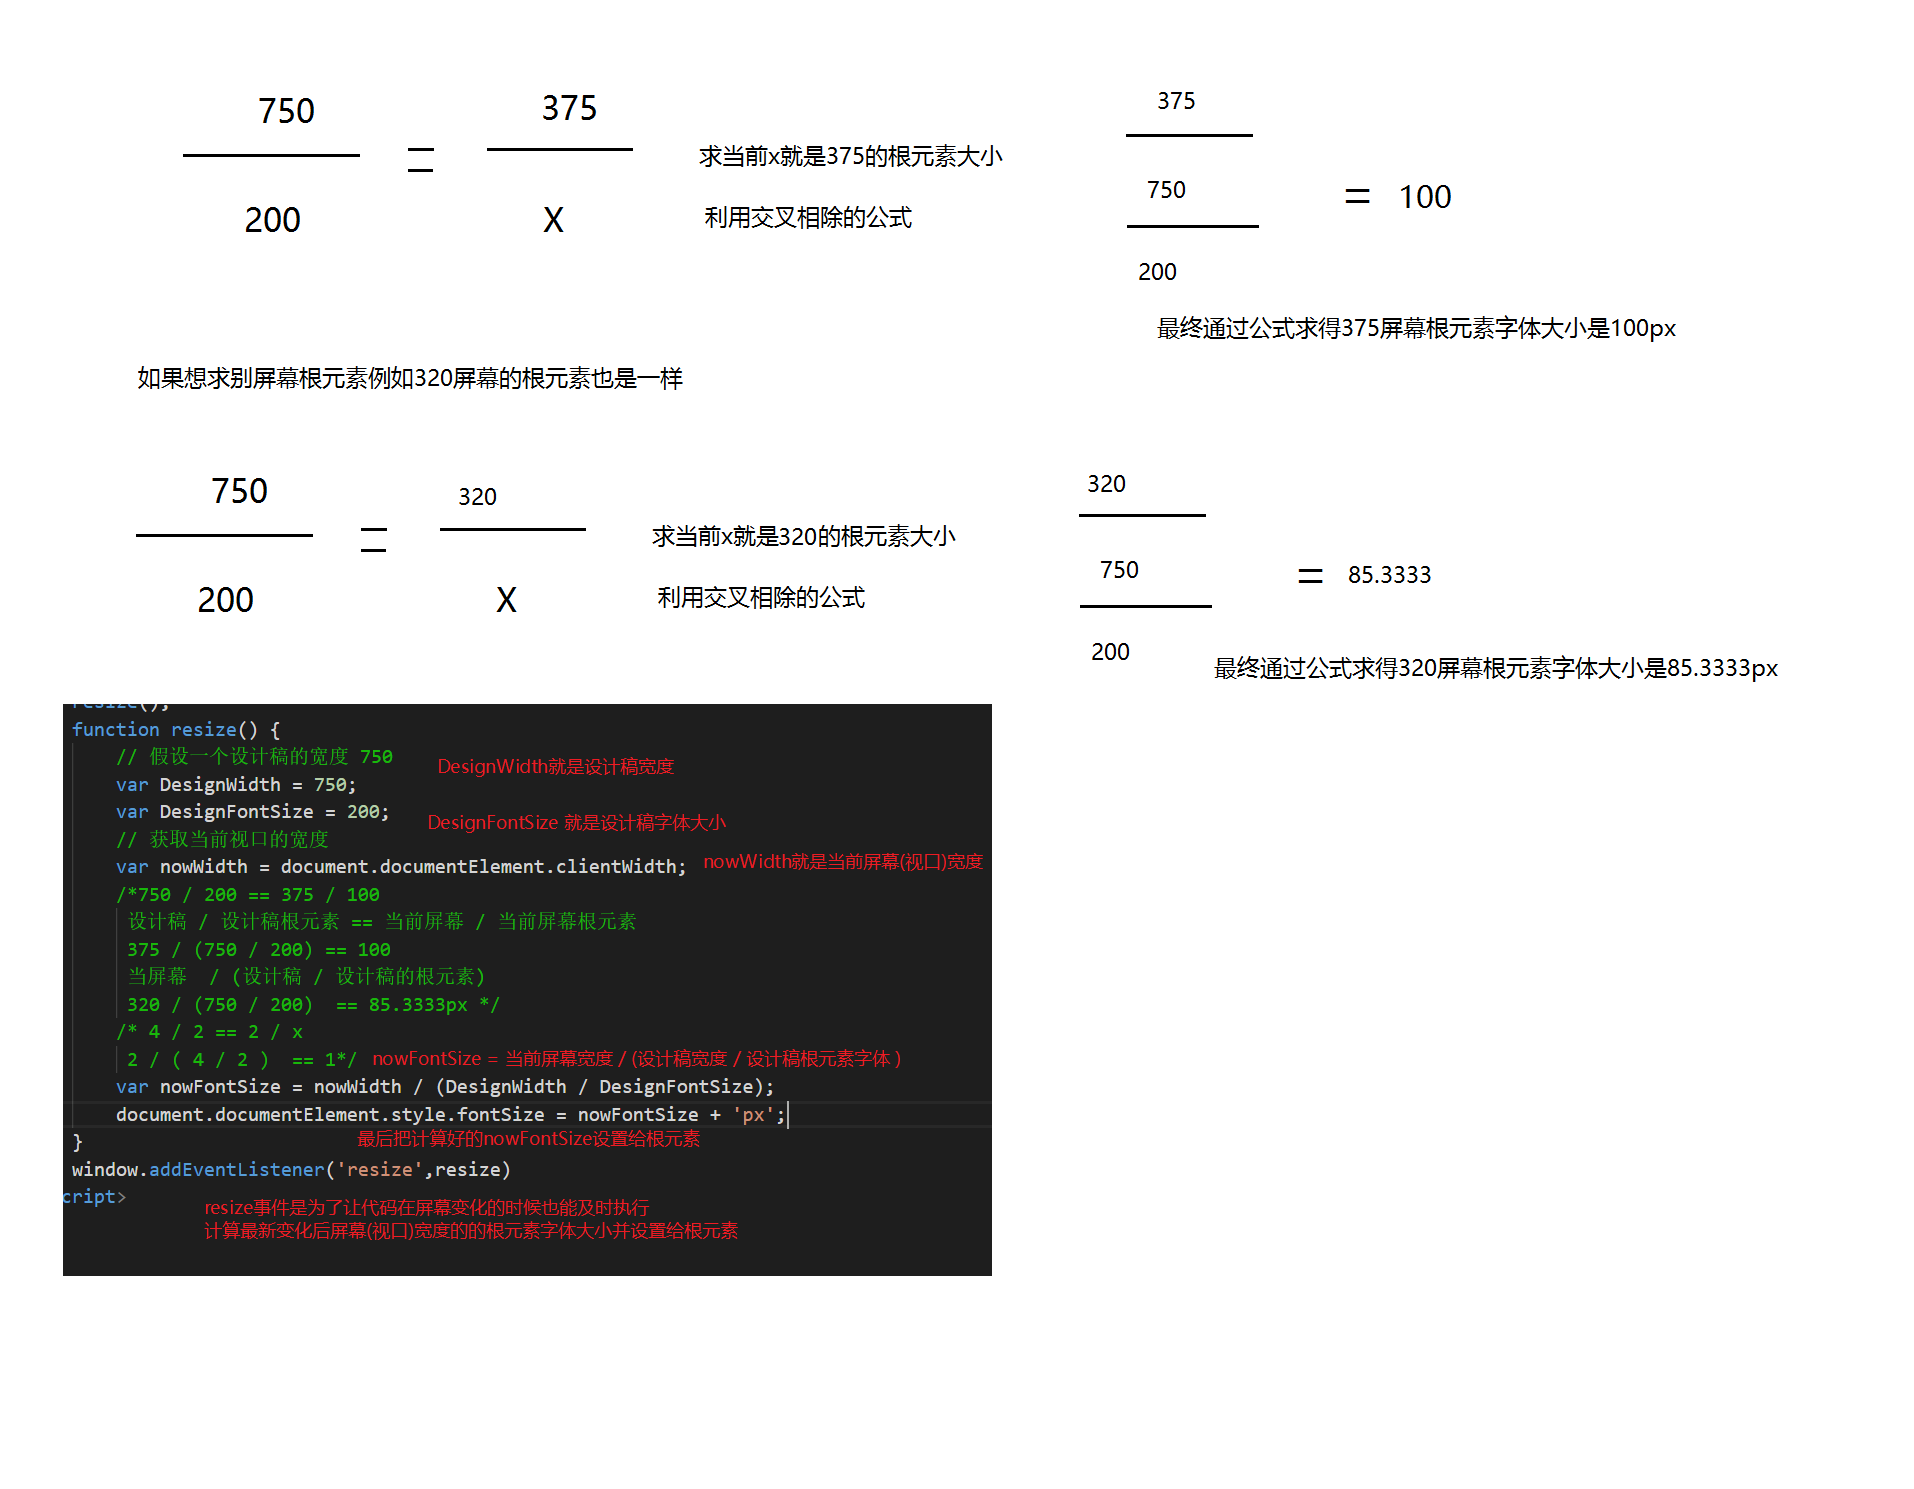 750
375
=
求当前x就是375的根元素大小
200
X
利用交叉相除的公式
375
750
= 100
200
最终通过公式求得375屏幕根元素字体大小是100px
如果想求别屏幕根元素例如320屏幕的根元素也是一样
750
320
=
求当前x就是320的根元素大小
200
X
利用交叉相除的公式
320
750
= 85.3333
200
最终通过公式求得320屏幕根元素字体大小是85.3333px
resize();
function resize() {
// 假设一个设计稿的宽度 750
DesignWidth就是设计稿宽度
var DesignWidth = 750;
var DesignFontSize = 200;
DesignFontSize 就是设计稿字体大小
// 获取当前视口的宽度
var nowWidth = document.documentElement.clientWidth;
nowWidth就是当前屏幕(视口)宽度
/*750 / 200 == 375 / 100
设计稿 / 设计稿根元素 == 当前屏幕 / 当前屏幕根元素
375 / (750 / 200) == 100
当屏幕  / (设计稿 / 设计稿的根元素)
320 / (750 / 200)  == 85.3333px */
/* 4 / 2 == 2 / x
2 / ( 4 / 2 )  == 1*/
nowFontSize = 当前屏幕宽度 / (设计稿宽度 / 设计稿根元素字体 )
var nowFontSize = nowWidth / (DesignWidth / DesignFontSize);
document.documentElement.style.fontSize = nowFontSize + 'px';
}
最后把计算好的nowFontSize设置给根元素
window.addEventListener('resize',resize)
cript>
resize事件是为了让代码在屏幕变化的时候也能及时执行
计算最新变化后屏幕(视口)宽度的的根元素字体大小并设置给根元素